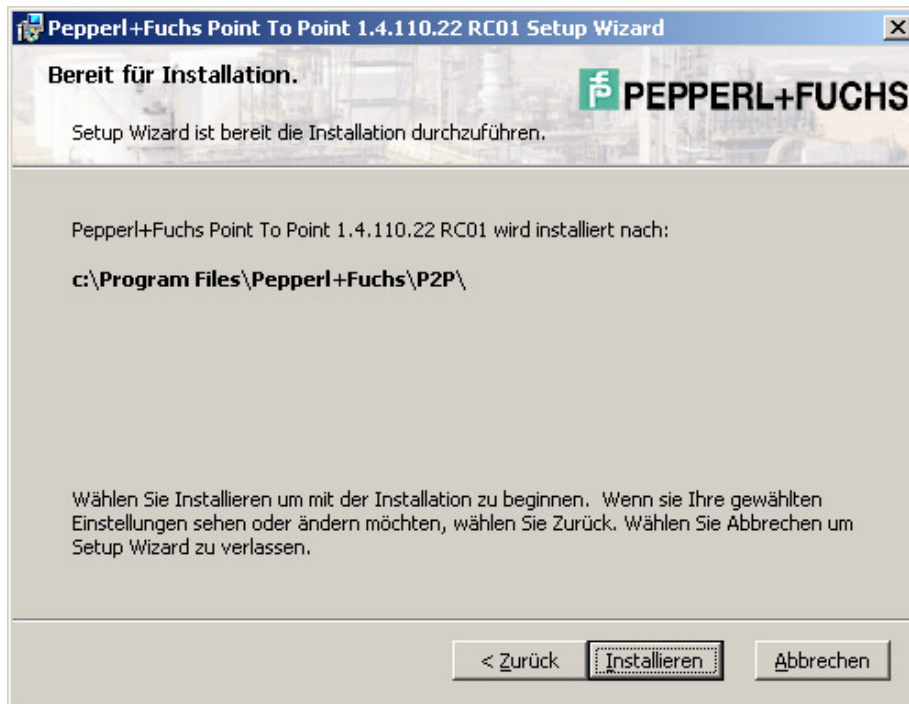 Pepperl+Fuchs Point To Point 1.4.110.22 RC01 Setup Wizard
Bereit für Installation.
PEPPERL+FUCHS
Setup Wizard ist bereit die Installation durchzuführen.
Pepperl+Fuchs Point To Point 1.4.110.22 RC01 wird installiert nach:
c:\Program Files\Pepperl+Fuchs\P2P\
Wählen Sie Installieren um mit der Installation zu beginnen.  Wenn sie Ihre gewählten
Einstellungen sehen oder ändern möchten, wählen Sie Zurück. Wählen Sie Abbrechen um
Setup Wizard zu verlassen.
< Zurück
Installieren
Abbrechen